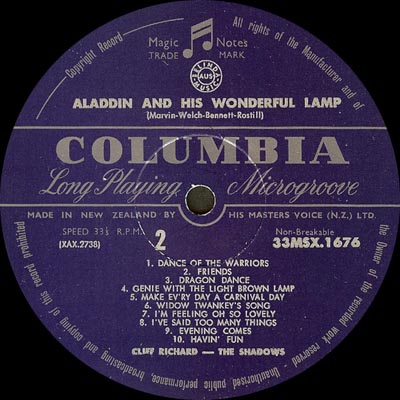 Copyright Record
All rights of the Manufacturer and of
Magic Notes
TRADE MARK
BELINDA
AUS
MUSIC
ALADDIN AND HIS WONDERFUL LAMP
(Marvin-Welch-Bennett-Rostill)
COLUMBIA
Long Playing Microgroove
MADE IN NEW ZEALAND BY HIS MASTERS VOICE (N.Z.) LTD.
SPEED 33⅓ R.P.M. 2 Non-Breakable
(XAX.2738) 33MSX.1676
1. DANCE OF THE WARRIORS
2. FRIENDS
3. DRAGON DANCE
4. GENIE WITH THE LIGHT BROWN LAMP
5. MAKE EV'RY DAY A CARNIVAL DAY
6. WIDOW TWANKEY'S SONG
7. I'M FEELING OH SO LOVELY
8. I'VE SAID TOO MANY THINGS
9. EVENING COMES
10. HAVIN' FUN
CLIFF RICHARD — THE SHADOWS
the Owner of the recorded work reserved — Unauthorised public performance, broadcasting and copying of this record prohibited